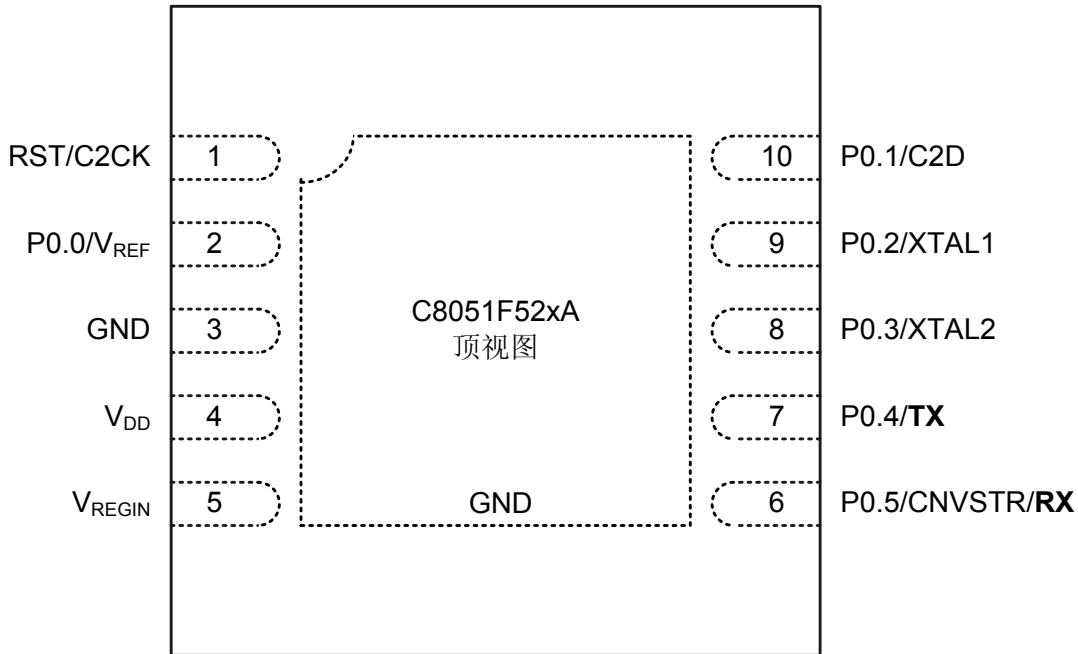 RST/C2CK 1
P0.0/VREF 2
GND 3
VDD 4
VREGIN 5
C8051F52xA
顶视图
GND
10 P0.1/C2D
9 P0.2/XTAL1
8 P0.3/XTAL2
7 P0.4/TX
6 P0.5/CNVSTR/RX